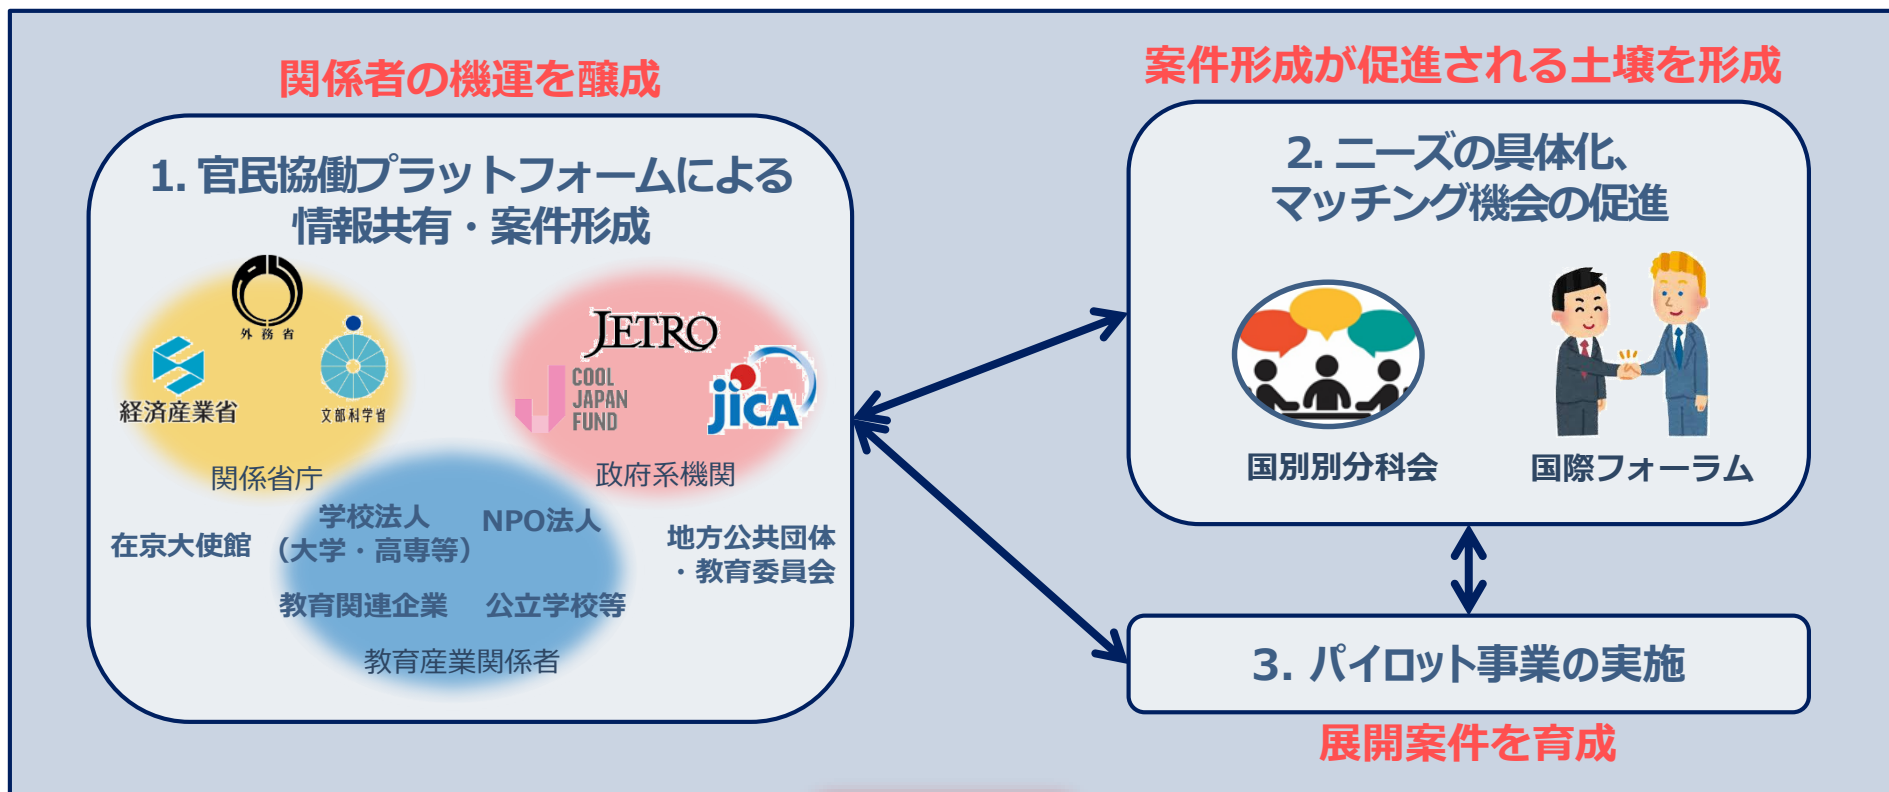 関係者の機運を醸成
1. 官民協働プラットフォームによる
情報共有・案件形成
外務省
経済産業省
文部科学省
関係省庁
JETRO
COOL
JAPAN
FUND
jICA
政府系機関
在京大使館
学校法人
（大学・高専等）
NPO法人
教育関連企業
公立学校等
教育産業関係者
地方公共団体
・教育委員会
案件形成が促進される土壌を形成
2. ニーズの具体化、
マッチング機会の促進
国別別分科会
国際フォーラム
3. パイロット事業の実施
展開案件を育成